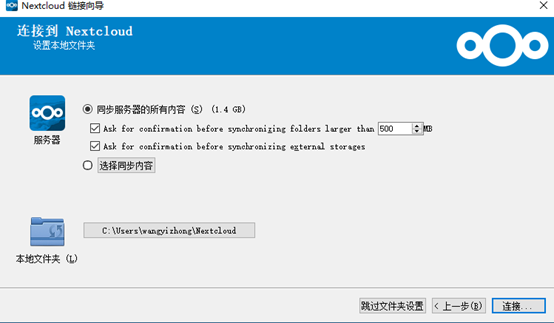 Nextcloud 链接向导
连接到 Nextcloud
设置本地文件夹
同步服务器的所有内容 (S) (1.4 GB)
Ask for confirmation before synchronizing folders larger than 500 MB
服务器
Ask for confirmation before synchronizing external storages
选择同步内容
C:\Users\wangyizhong\Nextcloud
本地文件夹 (L)
跳过文件夹设置 < 上一步(B) 连接...